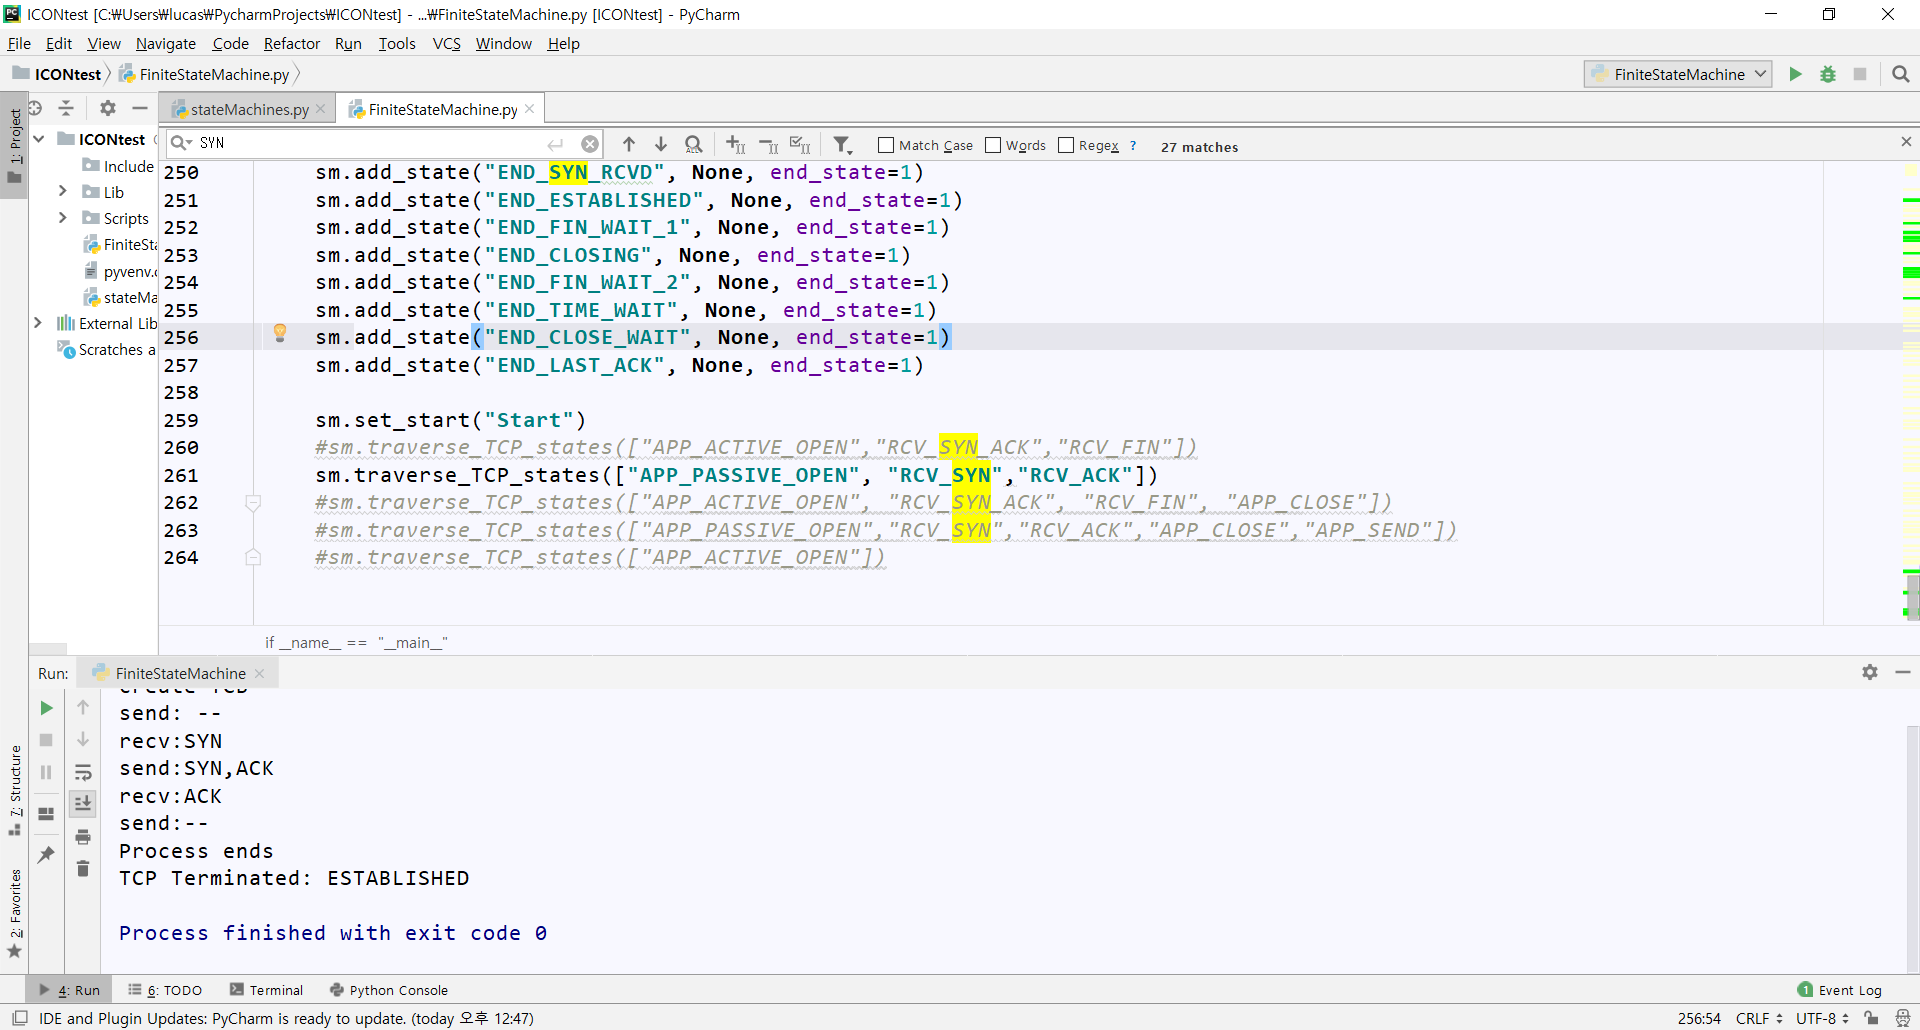 ICONtest [C:₩Users₩lucas₩PycharmProjects₩ICONtest] - ...₩FiniteStateMachine.py [ICONtest] - PyCharm
File Edit View Navigate Code Refactor Run Tools VCS Window Help
ICONtest FiniteStateMachine.py
FiniteStateMachine
stateMachines.py FiniteStateMachine.py
1: Project
ICONtest
Include
Lib
Scripts
FiniteSt
pyvenv.
stateMa
External Lib
Scratches a
SYN
Match Case Words Regex ? 27 matches
250 sm.add_state("END_SYN_RCVD", None, end_state=1)
251 sm.add_state("END_ESTABLISHED", None, end_state=1)
252 sm.add_state("END_FIN_WAIT_1", None, end_state=1)
253 sm.add_state("END_CLOSING", None, end_state=1)
254 sm.add_state("END_FIN_WAIT_2", None, end_state=1)
255 sm.add_state("END_TIME_WAIT", None, end_state=1)
256 sm.add_state("END_CLOSE_WAIT", None, end_state=1)
257 sm.add_state("END_LAST_ACK", None, end_state=1)
258
259 sm.set_start("Start")
260 #sm.traverse_TCP_states(["APP_ACTIVE_OPEN","RCV_SYN_ACK","RCV_FIN"])
261 sm.traverse_TCP_states(["APP_PASSIVE_OPEN", "RCV_SYN","RCV_ACK"])
262 #sm.traverse_TCP_states(["APP_ACTIVE_OPEN", "RCV_SYN_ACK", "RCV_FIN", "APP_CLOSE"])
263 #sm.traverse_TCP_states(["APP_PASSIVE_OPEN","RCV_SYN","RCV_ACK","APP_CLOSE","APP_SEND"])
264 #sm.traverse_TCP_states(["APP_ACTIVE_OPEN"])
if __name__ == "__main__"
Run: FiniteStateMachine
create TCB
send: --
recv:SYN
send:SYN,ACK
recv:ACK
send:--
Process ends
TCP Terminated: ESTABLISHED
Process finished with exit code 0
7: Structure
2: Favorites
4: Run 6: TODO Terminal Python Console
1 Event Log
IDE and Plugin Updates: PyCharm is ready to update. (today 오후 12:47)
256:54 CRLF UTF-8